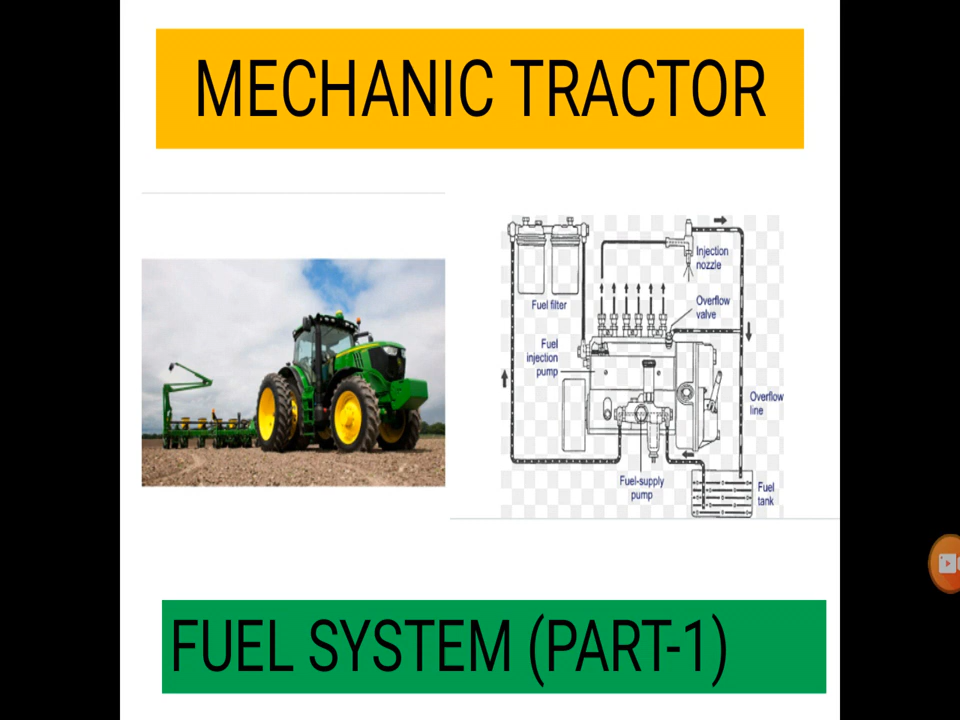 MECHANIC TRACTOR
Injection
nozzle
Fuel filter
Overflow
valve
Fuel
injection
pump
Overflow
line
Fuel-supply
pump
Fuel
tank
FUEL SYSTEM (PART-1)